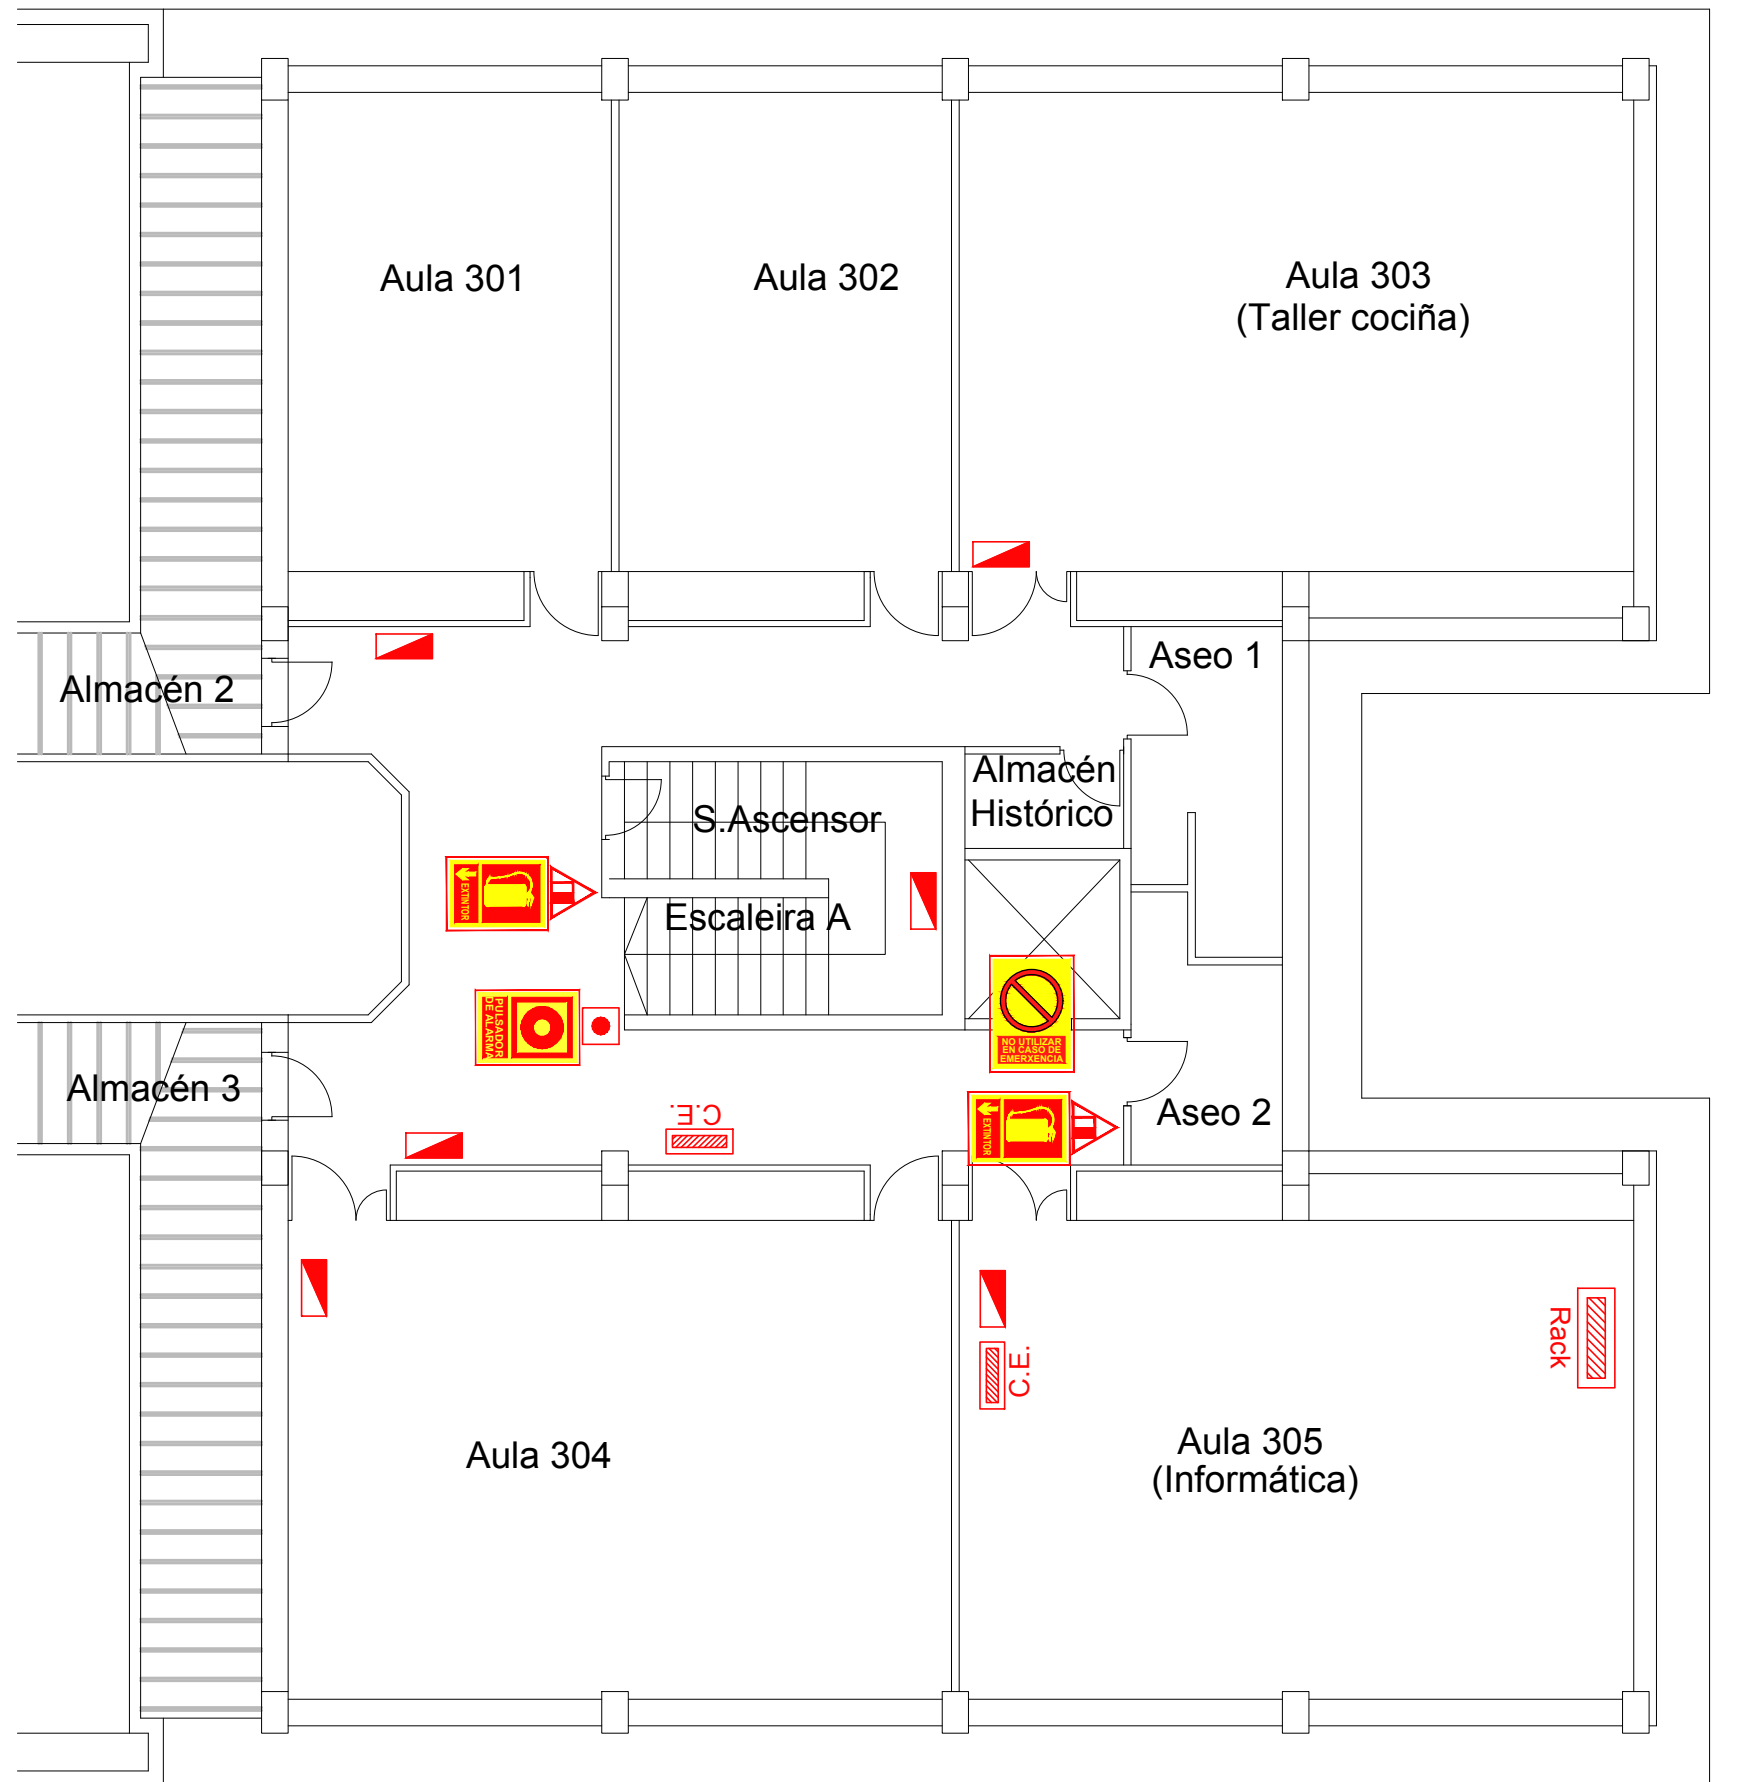 Aula 301
Aula 302
Aula 303
(Taller cociña)
Aseo 1
Almacén 2
Almacén
Histórico
S.Ascensor
EXTINTOR
Escaleira A
PULSADOR
DE ALARMA
NO UTILIZAR
EN CASO DE
EMERXENCIA
Almacén 3
C.E.
EXTINTOR
Aseo 2
Rack
C.E.
Aula 304
Aula 305
(Informática)